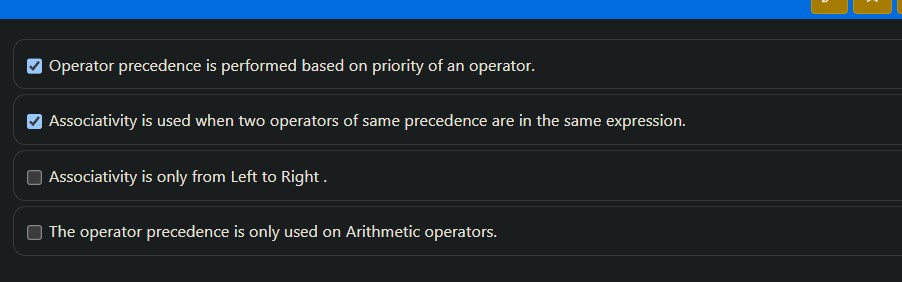 Operator precedence is performed based on priority of an operator.
Associativity is used when two operators of same precedence are in the same expression.
Associativity is only from Left to Right .
The operator precedence is only used on Arithmetic operators.